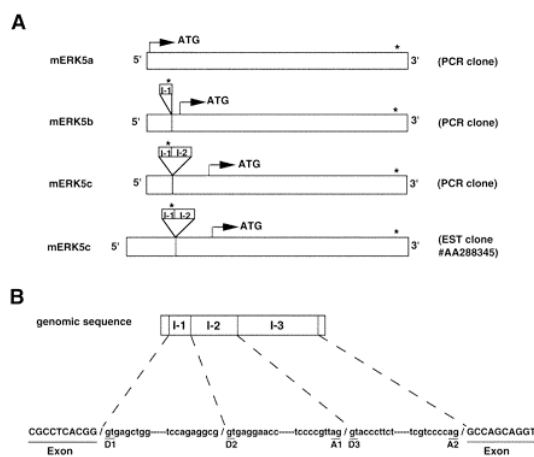 A
mERK5a 5' ATG * 3' (PCR clone)
* I-1
mERK5b 5' ATG * 3' (PCR clone)
* I-1 I-2
mERK5c 5' ATG * 3' (PCR clone)
* I-1 I-2
mERK5c 5' ATG * 3' (EST clone #AA288345)
B
genomic sequence I-1 I-2 I-3
CGCCTCACGG / gtgagctgg ----- tccagaggcg / gtgaggaacc ----- tccccgttag / gtacccttct ----- tcgtccccag / GCCAGCAGGT
Exon D1 D2 A1 D3 A2 Exon